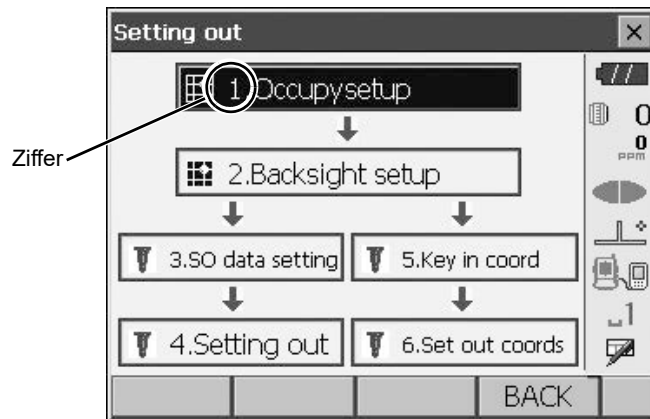 Setting out
1.Occupysetup
0
0
ppm
Ziffer
2.Backsight setup
3.SO data setting
5.Key in coord
1
4.Setting out
6.Set out coords
BACK